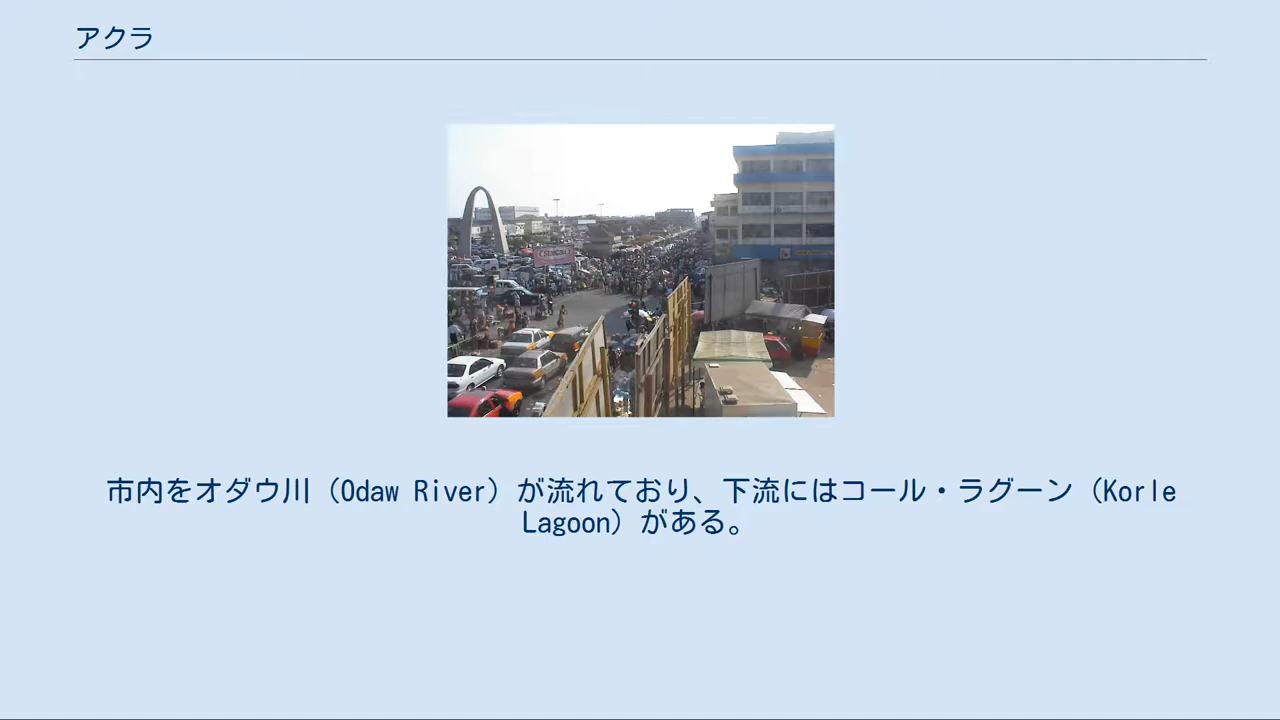 アクラ
市内をオダウ川（Odaw River）が流れており、下流にはコール・ラグーン（Korle
Lagoon）がある。